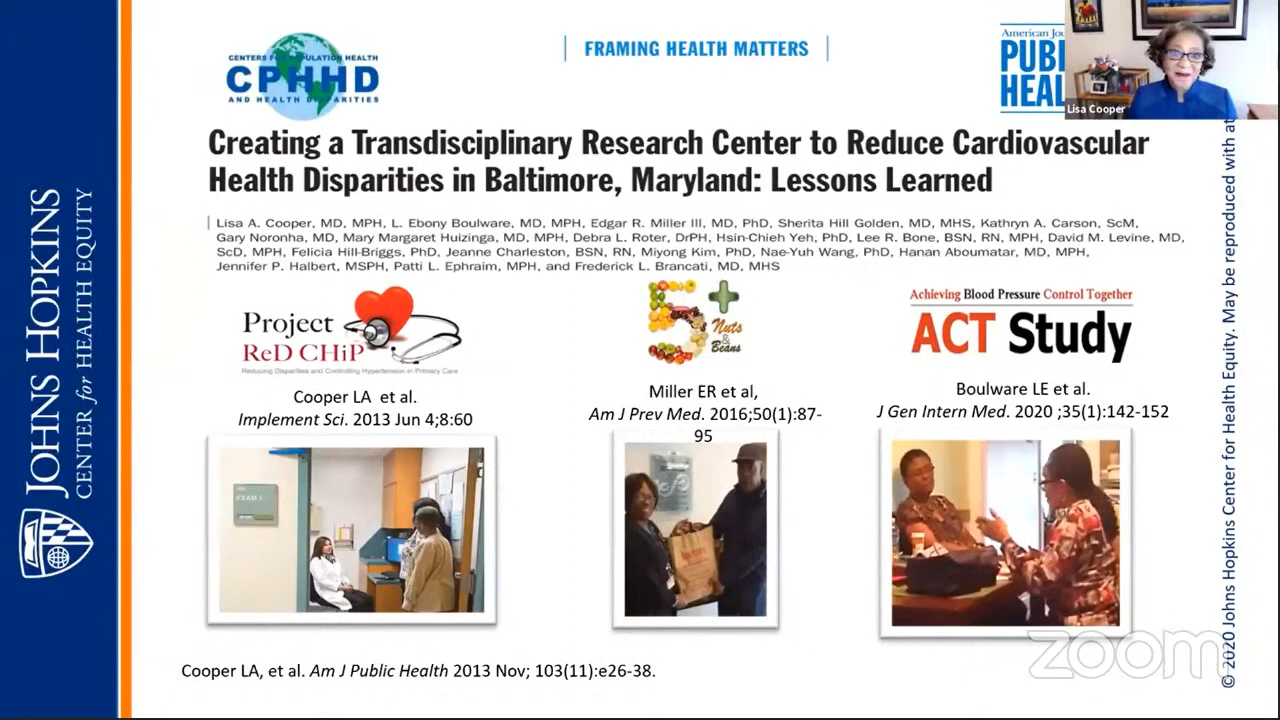 JOHNS HOPKINS
CENTER for HEALTH EQUITY
CENTERS FOR POPULATION HEALTH
CPHHD
AND HEALTH DISPARITIES
FRAMING HEALTH MATTERS
American Jou
PUBL
HEAL
Lisa Cooper
Creating a Transdisciplinary Research Center to Reduce Cardiovascular
Health Disparities in Baltimore, Maryland: Lessons Learned
Lisa A. Cooper, MD, MPH, L. Ebony Boulware, MD, MPH, Edgar R. Miller III, MD, PhD, Sherita Hill Golden, MD, MHS, Kathryn A. Carson, ScM,
Gary Noronha, MD, Mary Margaret Huizinga, MD, MPH, Debra L. Roter, DrPH, Hsin-Chieh Yeh, PhD, Lee R. Bone, BSN, RN, MPH, David M. Levine, MD,
ScD, MPH, Felicia Hill-Briggs, PhD, Jeanne Charleston, BSN, RN, Miyong Kim, PhD, Nae-Yuh Wang, PhD, Hanan Aboumatar, MD, MPH,
Jennifer P. Halbert, MSPH, Patti L. Ephraim, MPH, and Frederick L. Brancati, MD, MHS
Project
ReD CHiP
Reducing Disparities and Controlling Hypertension in Primary Care
Cooper LA et al.
Implement Sci. 2013 Jun 4;8:60
5+
Nuts
&
Beans
Miller ER et al,
Am J Prev Med. 2016;50(1):87-
95
Achieving Blood Pressure Control Together
ACT Study
Boulware LE et al.
J Gen Intern Med. 2020 ;35(1):142-152
EXAM 1
Cooper LA, et al. Am J Public Health 2013 Nov; 103(11):e26-38.
zoom
© 2020 Johns Hopkins Center for Health Equity. May be reproduced with at